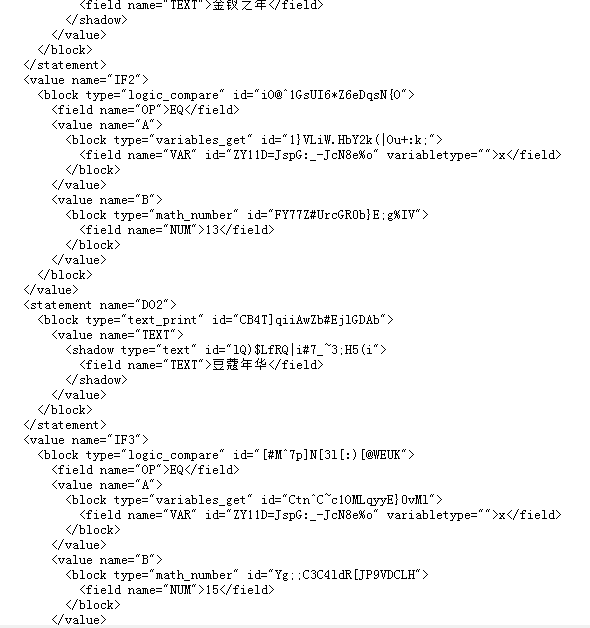 <field name="TEXT">金钗之年</field>
</shadow>
</value>
</block>
</statement>
<value name="IF2">
<block type="logic_compare" id="iO@^1GsUI6*Z6eDqsN{O">
<field name="OP">EQ</field>
<value name="A">
<block type="variables_get" id="1}VLiW.HbY2k(|Ou+:k;">
<field name="VAR" id="ZY11D=JspG:_-JcN8e%o" variabletype="">x</field>
</block>
</value>
<value name="B">
<block type="math_number" id="FY77Z#UrcGROb}E;g%IV">
<field name="NUM">13</field>
</block>
</value>
</block>
</value>
<statement name="DO2">
<block type="text_print" id="CB4T]qiiAwZb#EjlGDAb">
<value name="TEXT">
<shadow type="text" id="lQ)$LfRQ|i#7_~3;H5(i">
<field name="TEXT">豆蔻年华</field>
</shadow>
</value>
</block>
</statement>
<value name="IF3">
<block type="logic_compare" id="[#M^7p]N[3l[:)[@WEUK">
<field name="OP">EQ</field>
<value name="A">
<block type="variables_get" id="Ctn^C~c1OMLqyyE}OvMl">
<field name="VAR" id="ZY11D=JspG:_-JcN8e%o" variabletype="">x</field>
</block>
</value>
<value name="B">
<block type="math_number" id="Yg;;C3C4ldR[JP9VDCLH">
<field name="NUM">15</field>
</block>
</value>